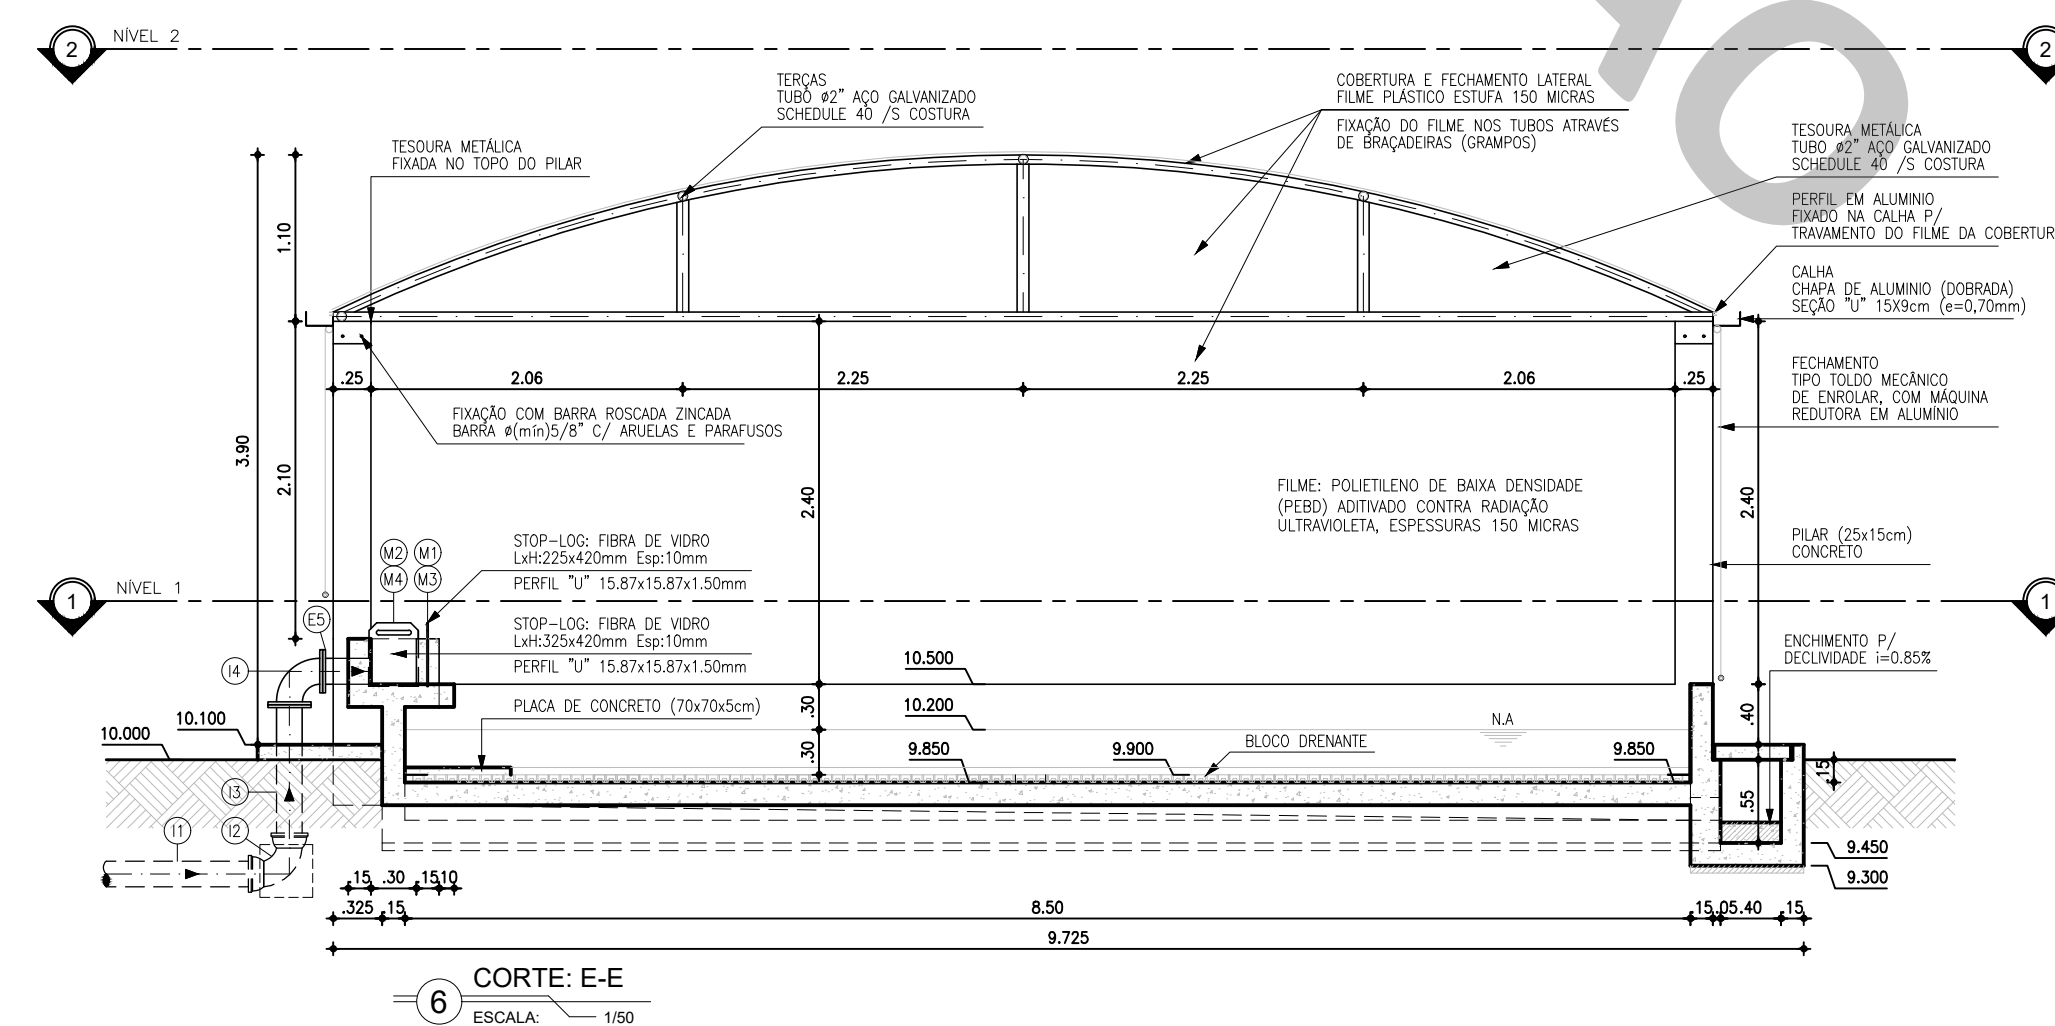 2
NÍVEL 2
2
TERÇAS
TUBO ø2" AÇO GALVANIZADO
SCHEDULE 40 /S COSTURA
COBERTURA E FECHAMENTO LATERAL
FILME PLÁSTICO ESTUFA 150 MICRAS
FIXAÇÃO DO FILME NOS TUBOS ATRAVÉS
DE BRAÇADEIRAS (GRAMPOS)
TESOURA METÁLICA
FIXADA NO TOPO DO PILAR
TESOURA METÁLICA
TUBO ø2" AÇO GALVANIZADO
SCHEDULE 40 /S COSTURA
PERFIL EM ALUMINIO
FIXADO NA CALHA P/
TRAVAMENTO DO FILME DA COBERTUR
CALHA
CHAPA DE ALUMINIO (DOBRADA)
SEÇÃO "U" 15X9cm (e=0,70mm)
1.10
.25
2.06
2.25
2.25
2.06
.25
FECHAMENTO
TIPO TOLDO MECÂNICO
DE ENROLAR, COM MÁQUINA
REDUTORA EM ALUMÍNIO
FIXAÇÃO COM BARRA ROSCADA ZINCADA
BARRA ø(mín)5/8" C/ ARUELAS E PARAFUSOS
3.90
2.10
2.40
2.40
FILME: POLIETILENO DE BAIXA DENSIDADE
(PEBD) ADITIVADO CONTRA RADIAÇÃO
ULTRAVIOLETA, ESPESSURAS 150 MICRAS
PILAR (25x15cm)
CONCRETO
M2
M1
M4
M3
STOP-LOG: FIBRA DE VIDRO
LxH:225x420mm Esp:10mm
PERFIL "U" 15.87x15.87x1.50mm
1
NÍVEL 1
1
E5
STOP-LOG: FIBRA DE VIDRO
LxH:325x420mm Esp:10mm
PERFIL "U" 15.87x15.87x1.50mm
ENCHIMENTO P/
DECLIVIDADE i=0.85%
I4
10.500
PLACA DE CONCRETO (70x70x5cm)
10.200
.30
.40
N.A
10.100
10.000
.30
9.850
9.900
BLOCO DRENANTE
9.850
.15
I3
.55
I1
I2
9.450
9.300
.15
.30
.15
.10
.325
.15
8.50
.15
.05
.40
.15
9.725
6
CORTE: E-E
ESCALA:
1/50